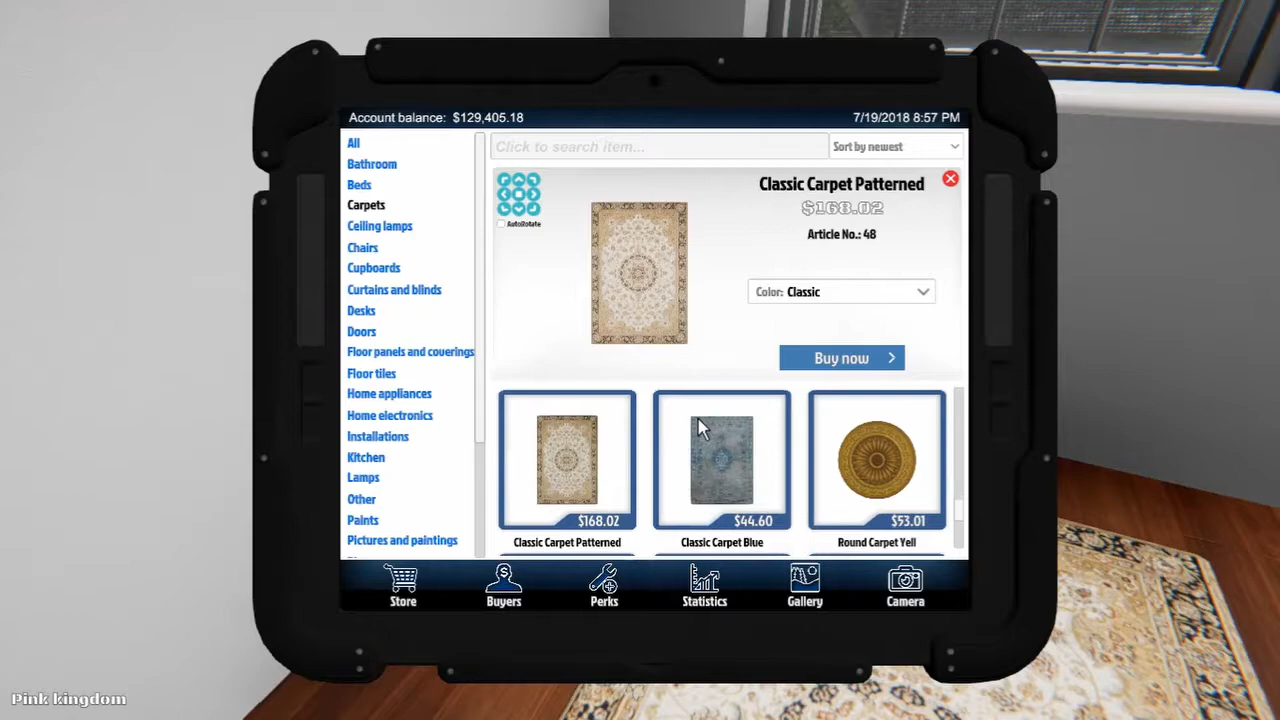 Account balance: $129,405.18
7/19/2018 8:57 PM
All
Bathroom
Beds
Carpets
Ceiling lamps
Chairs
Cupboards
Curtains and blinds
Desks
Doors
Floor panels and coverings
Floor tiles
Home appliances
Home electronics
Installations
Kitchen
Lamps
Other
Paints
Pictures and paintings
Click to search item...
Sort by newest
AutoRotate
Classic Carpet Patterned
$168.02
Article No.: 48
Color: Classic
Buy now
$168.02
$44.60
$53.01
Classic Carpet Patterned
Classic Carpet Blue
Round Carpet Yell
Store
Buyers
Perks
Statistics
Gallery
Camera
Pink kingdom